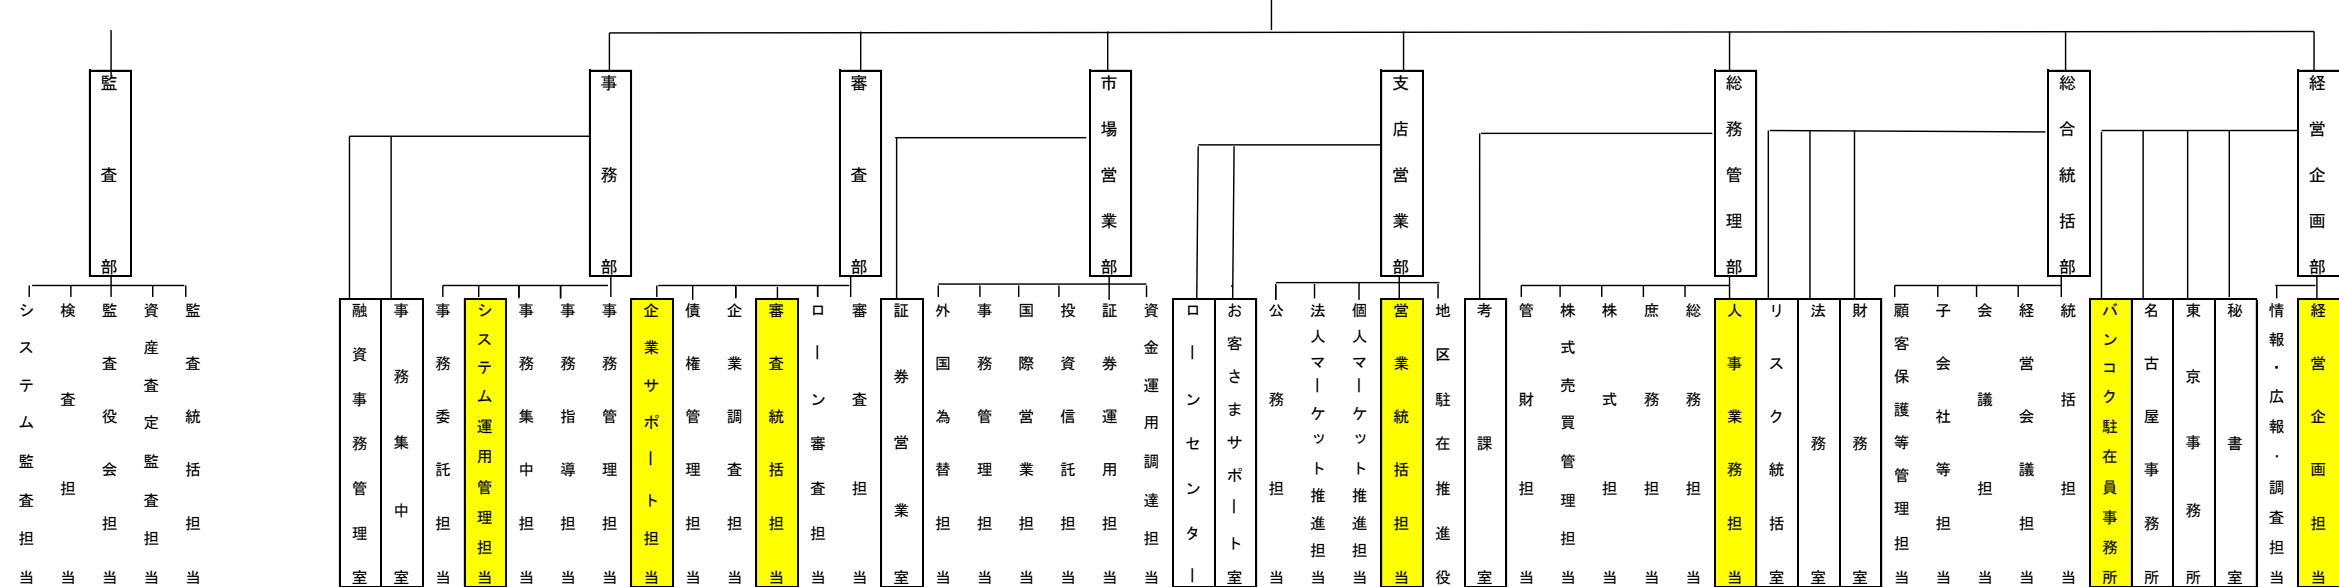 経営企画部
総合統括部
総務管理部
支店営業部
市場営業部
審査部
事務部
監査部
経営企画担当
情報・広報・調査担当
秘書室
東京事務所
名古屋事務所
バンコク駐在員事務所
統括担当
経営会議担当
会議担当
子会社等担当
顧客保護等管理担当
財務室
法務室
リスク統括室
人事業務担当
総務担当
庶務担当
株式担当
株式売買管理担当
管財担当
考課室
地区駐在推進役
営業統括担当
個人マーケット推進担当
法人マーケット推進担当
公務担当
お客さまサポート室
ローンセンター
資金運用調達担当
証券運用担当
投資信託担当
国際営業担当
事務管理担当
外国為替担当
証券営業室
審査担当
ローン審査担当
審査統括担当
企業調査担当
債権管理担当
企業サポート担当
事務管理担当
事務指導担当
事務集中担当
システム運用管理担当
事務委託担当
事務集中室
融資事務管理室
監査統括担当
資産査定監査担当
監査役会担当
検査担当
システム監査担当